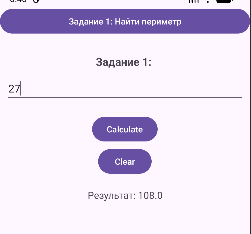 Задание 1: Найти периметр
Задание 1:
27
Calculate
Clear
Результат: 108.0